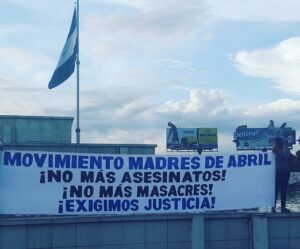 MOVIMIENTO MADRES DE ABRIL
¡NO MÁS ASESINATOS!
¡NO MÁS MASACRES!
¡EXIGIMOS JUSTICIA!